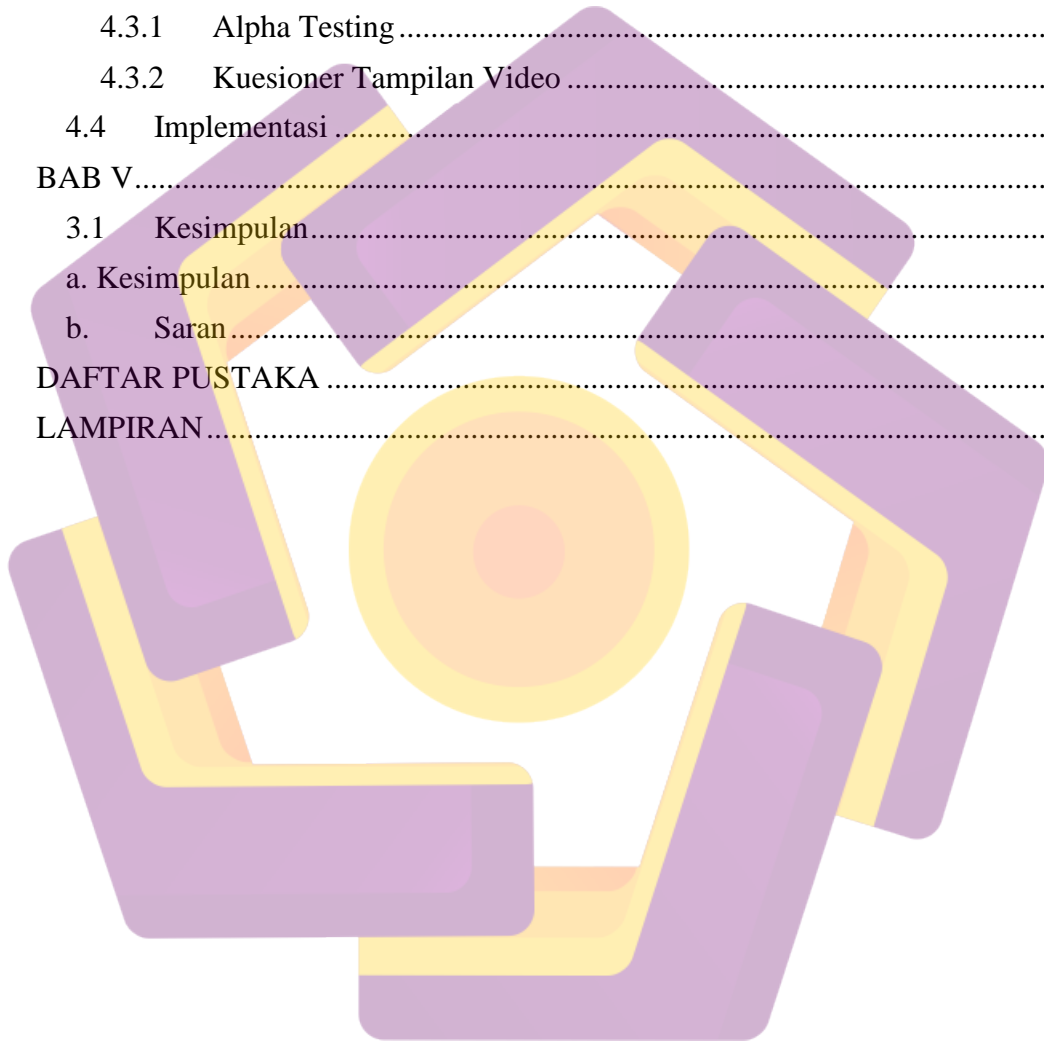 4.3.1 Alpha Testing ................................................................................
4.3.2 Kuesioner Tampilan Video ............................................................
4.4 Implementasi ........................................................................................
BAB V.................................................................................................................
3.1 Kesimpulan...........................................................................................
a. Kesimpulan ..................................................................................................
b. Saran .....................................................................................................
DAFTAR PUSTAKA .........................................................................................
LAMPIRAN........................................................................................................